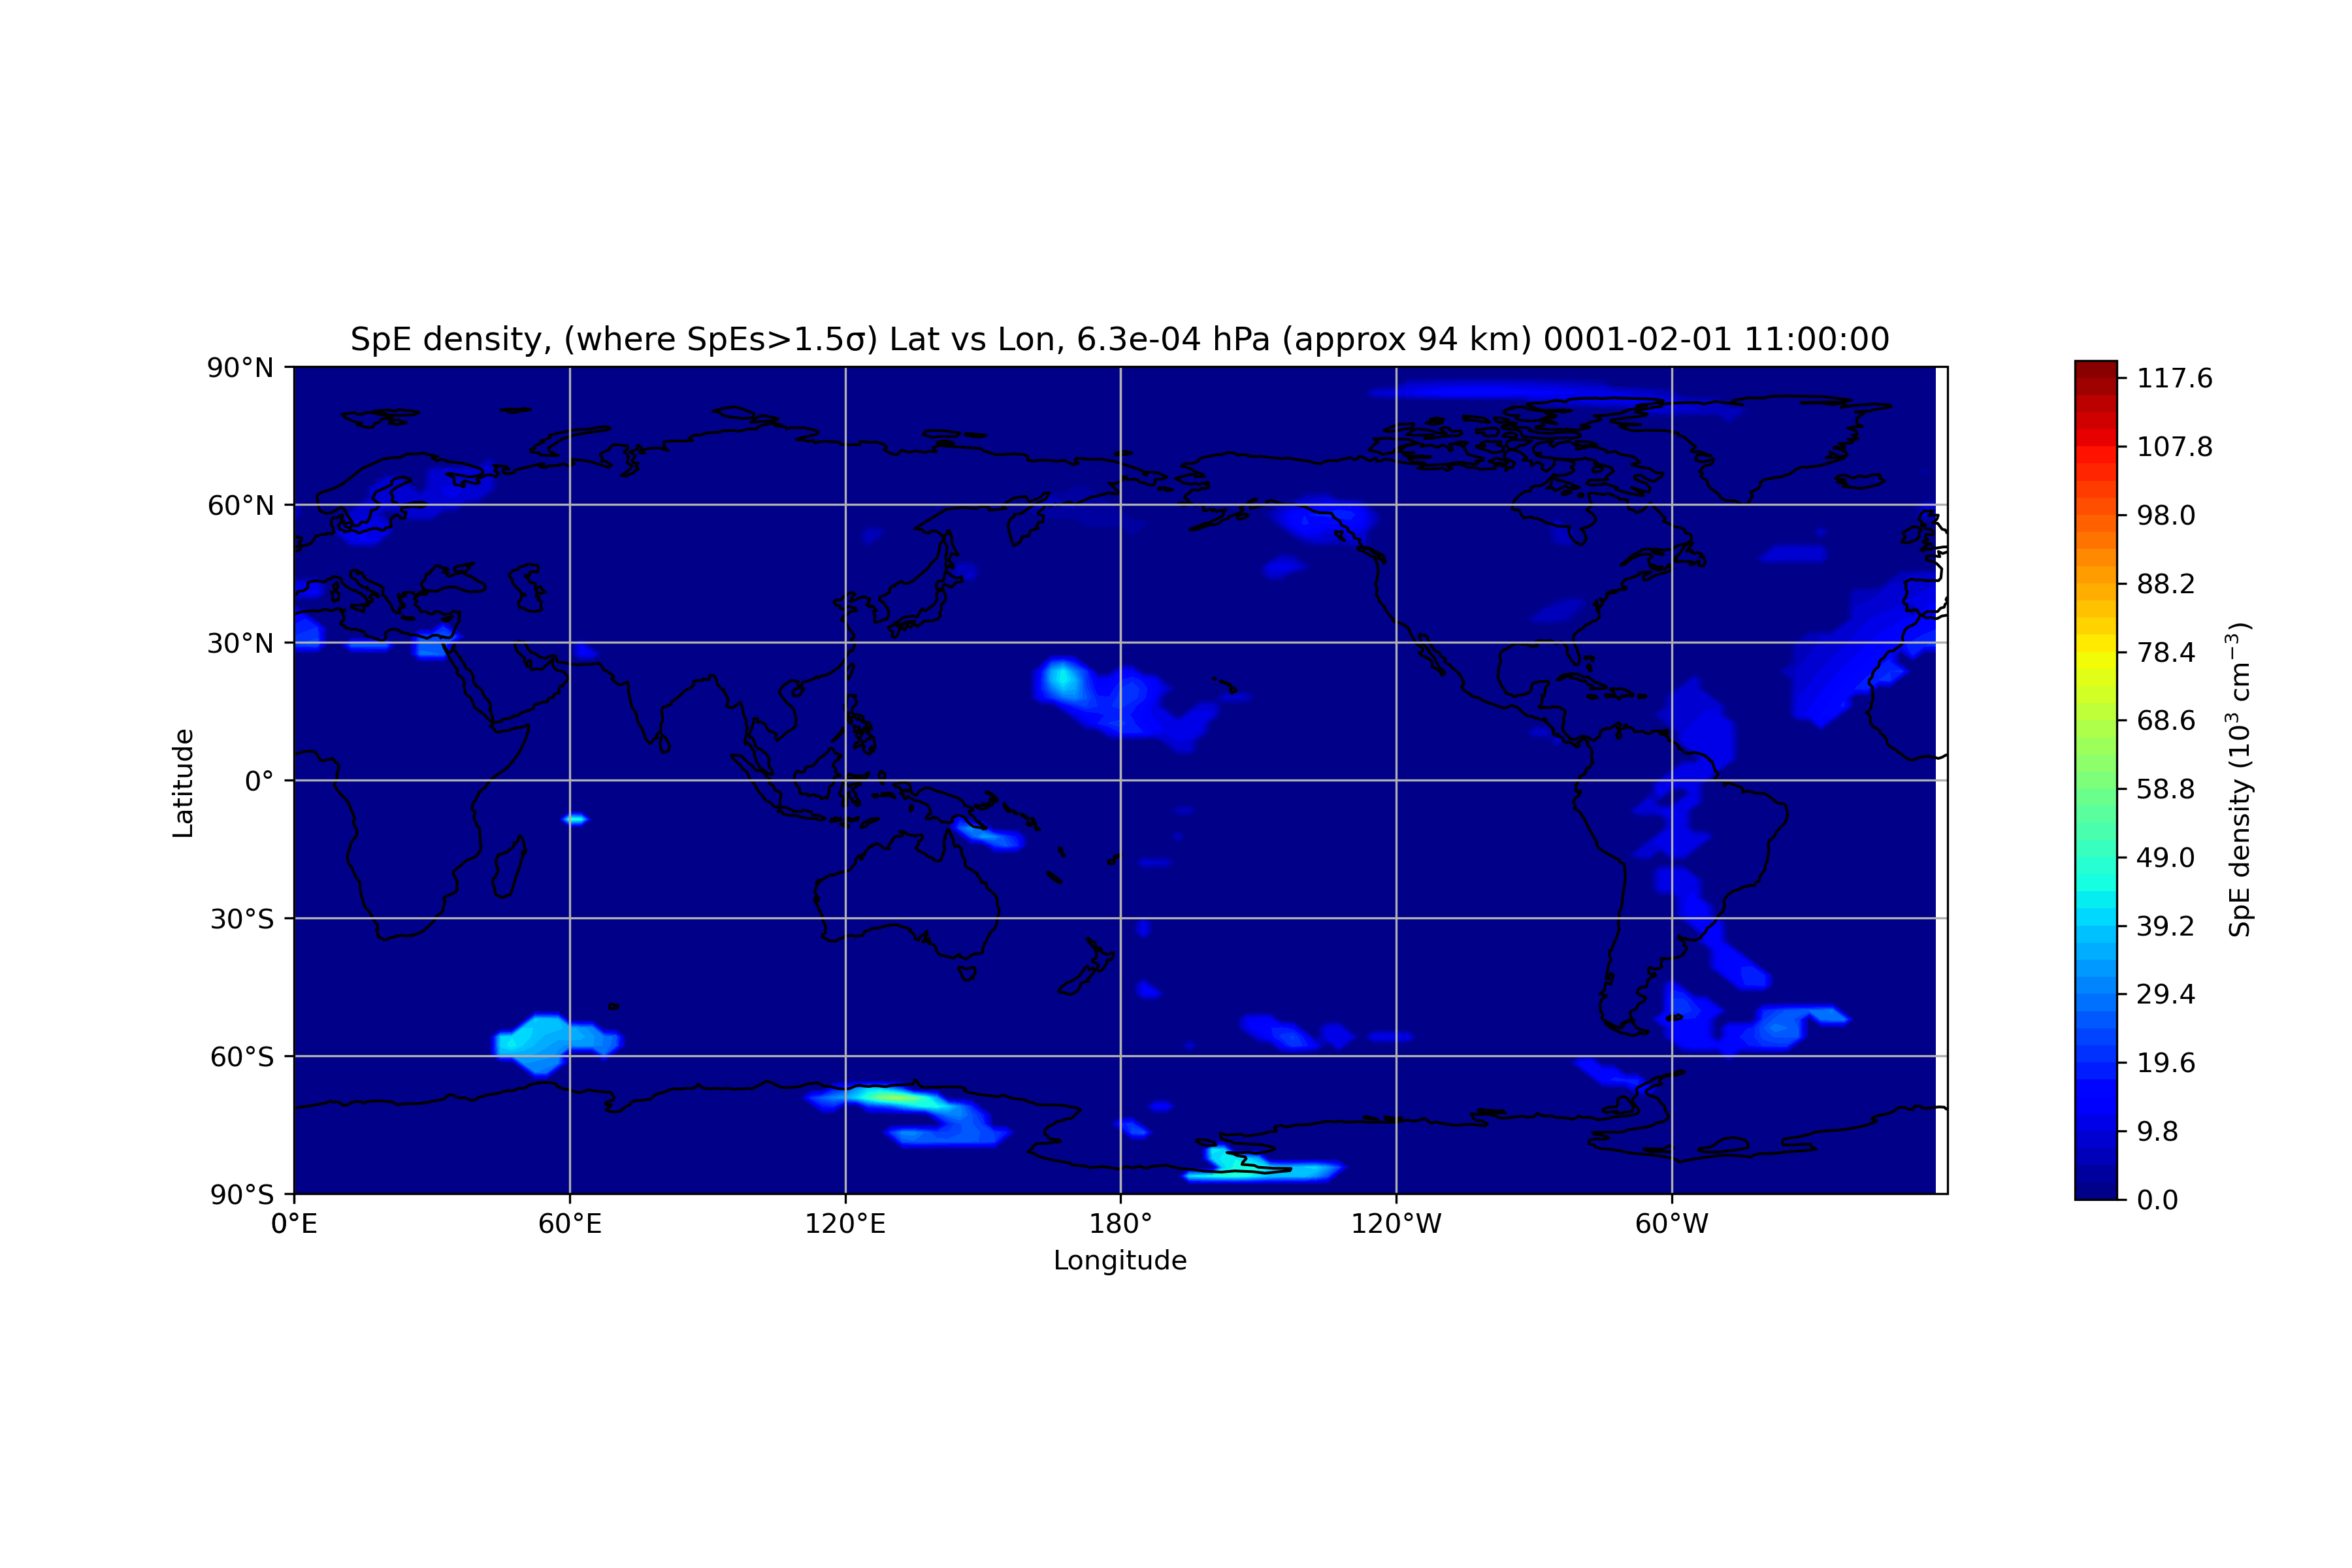 SpE density, (where SpEs>1.5σ) Lat vs Lon, 6.3e-04 hPa (approx 94 km) 0001-02-01 11:00:00
90°N
60°N
30°N
0°
30°S
60°S
90°S
Latitude
0°E
60°E
120°E
180°
120°W
60°W
Longitude
117.6
107.8
98.0
88.2
78.4
68.6
58.8
49.0
39.2
29.4
19.6
9.8
0.0
SpE density (10³ cm⁻³)